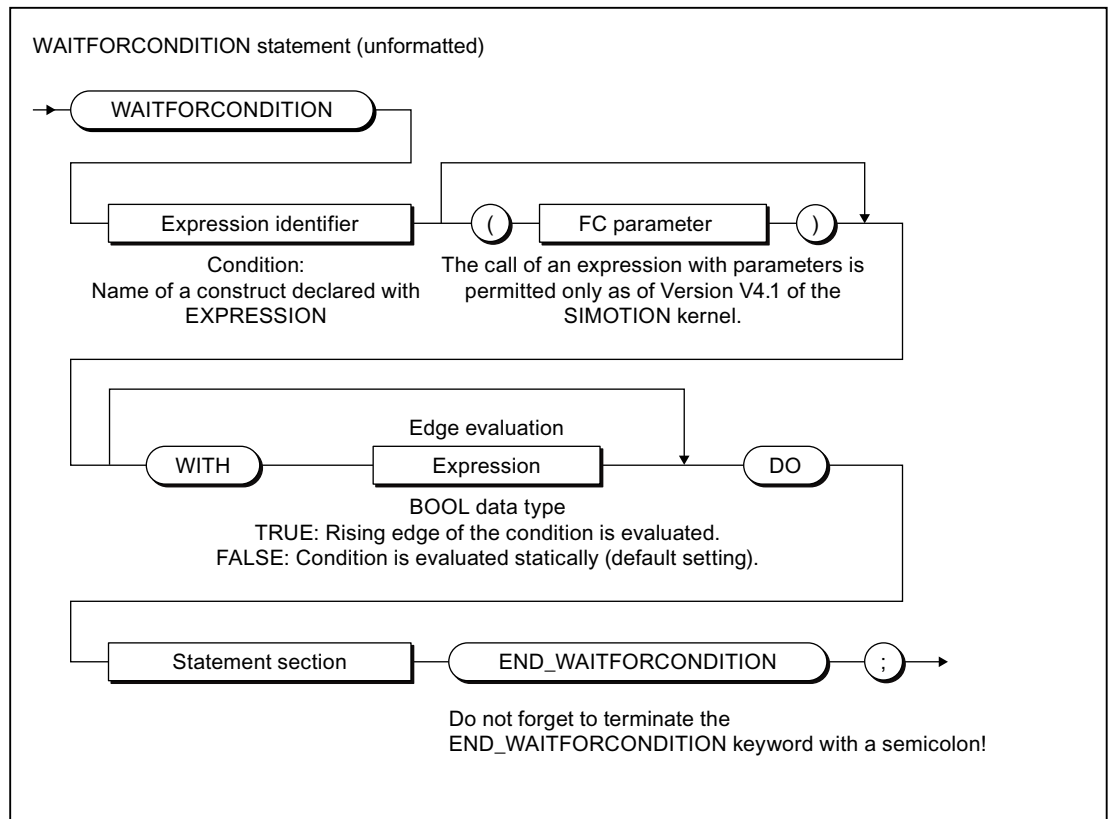 WAITFORCONDITION statement (unformatted)
WAITFORCONDITION
Expression identifier
(
FC parameter
)
Condition:
Name of a construct declared with
EXPRESSION
The call of an expression with parameters is
permitted only as of Version V4.1 of the
SIMOTION kernel.
Edge evaluation
WITH
Expression
DO
BOOL data type
TRUE: Rising edge of the condition is evaluated.
FALSE: Condition is evaluated statically (default setting).
Statement section
END_WAITFORCONDITION
;
Do not forget to terminate the
END_WAITFORCONDITION keyword with a semicolon!